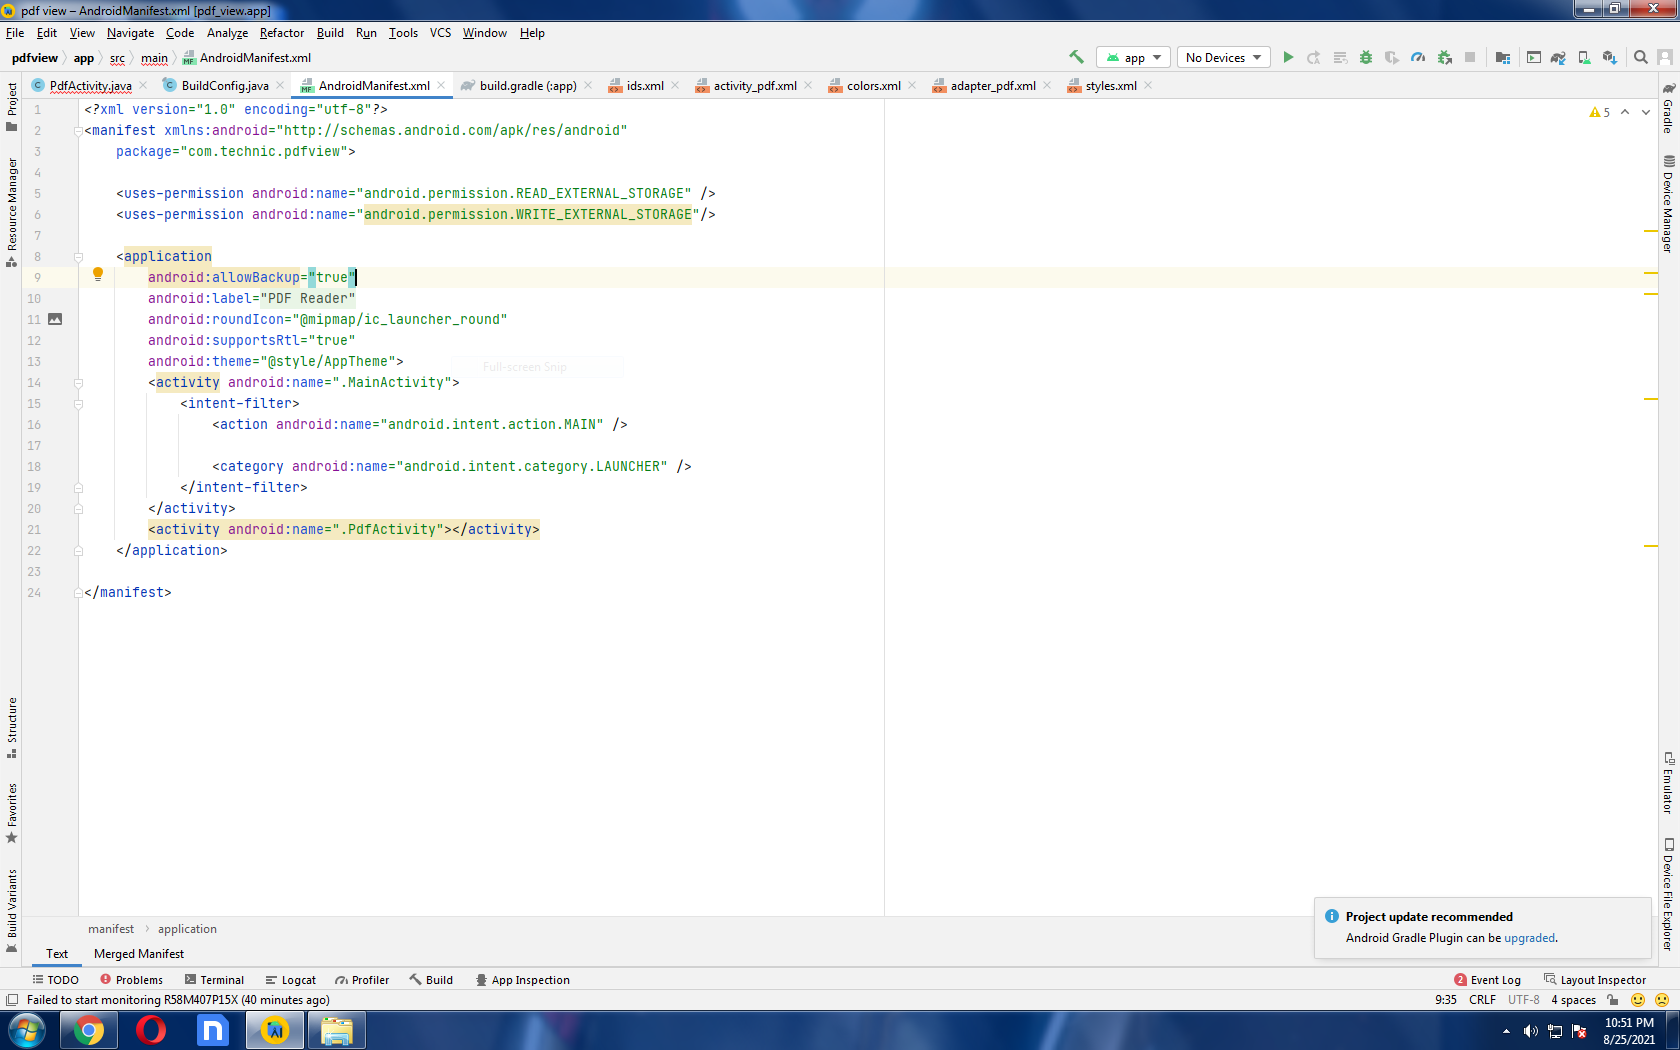 pdf view – AndroidManifest.xml [pdf_view.app]
File Edit View Navigate Code Analyze Refactor Build Run Tools VCS Window Help
pdfview app src main AndroidManifest.xml
app No Devices
PdfActivity.java BuildConfig.java AndroidManifest.xml build.gradle (:app) ids.xml activity_pdf.xml colors.xml adapter_pdf.xml styles.xml
Project
Resource Manager
Structure
Favorites
Build Variants
1 <?xml version="1.0" encoding="utf-8"?>
2 <manifest xmlns:android="http://schemas.android.com/apk/res/android"
3 package="com.technic.pdfview">
4
5 <uses-permission android:name="android.permission.READ_EXTERNAL_STORAGE" />
6 <uses-permission android:name="android.permission.WRITE_EXTERNAL_STORAGE"/>
7
8 <application
9 android:allowBackup="true"
10 android:label="PDF Reader"
11 android:roundIcon="@mipmap/ic_launcher_round"
12 android:supportsRtl="true"
13 android:theme="@style/AppTheme">
Full-screen Snip
14 <activity android:name=".MainActivity">
15 <intent-filter>
16 <action android:name="android.intent.action.MAIN" />
17
18 <category android:name="android.intent.category.LAUNCHER" />
19 </intent-filter>
20 </activity>
21 <activity android:name=".PdfActivity"></activity>
22 </application>
23
24 </manifest>
5
Gradle
Device Manager
Emulator
Device File Explorer
Project update recommended
Android Gradle Plugin can be upgraded.
manifest application
Text Merged Manifest
TODO Problems Terminal Logcat Profiler Build App Inspection 2 Event Log Layout Inspector
Failed to start monitoring R58M407P15X (40 minutes ago) 9:35 CRLF UTF-8 4 spaces
10:51 PM
8/25/2021